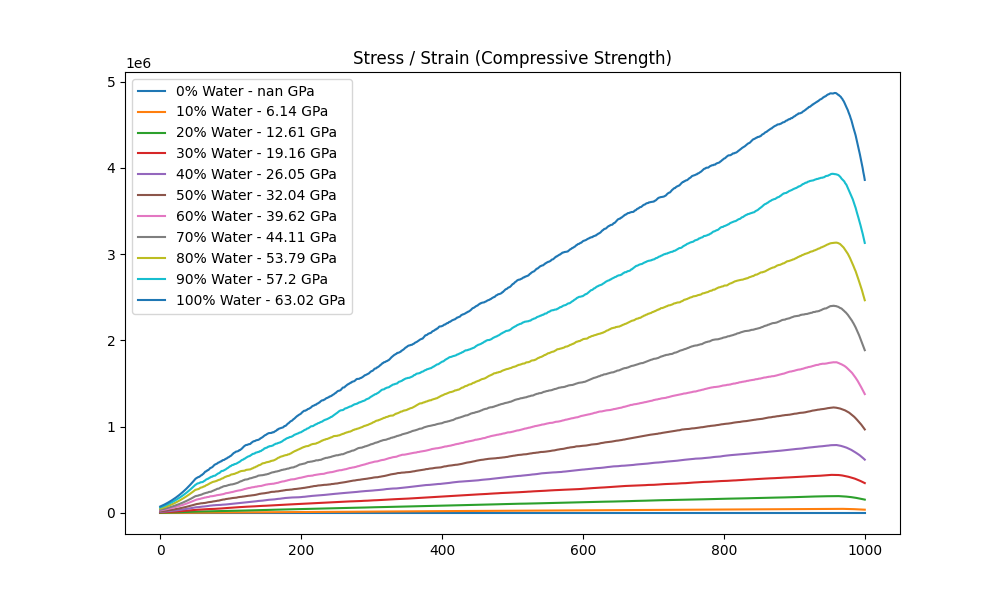 Stress / Strain (Compressive Strength)
1e6
5
4
3
2
1
0
0% Water - nan GPa
10% Water - 6.14 GPa
20% Water - 12.61 GPa
30% Water - 19.16 GPa
40% Water - 26.05 GPa
50% Water - 32.04 GPa
60% Water - 39.62 GPa
70% Water - 44.11 GPa
80% Water - 53.79 GPa
90% Water - 57.2 GPa
100% Water - 63.02 GPa
0 200 400 600 800 1000